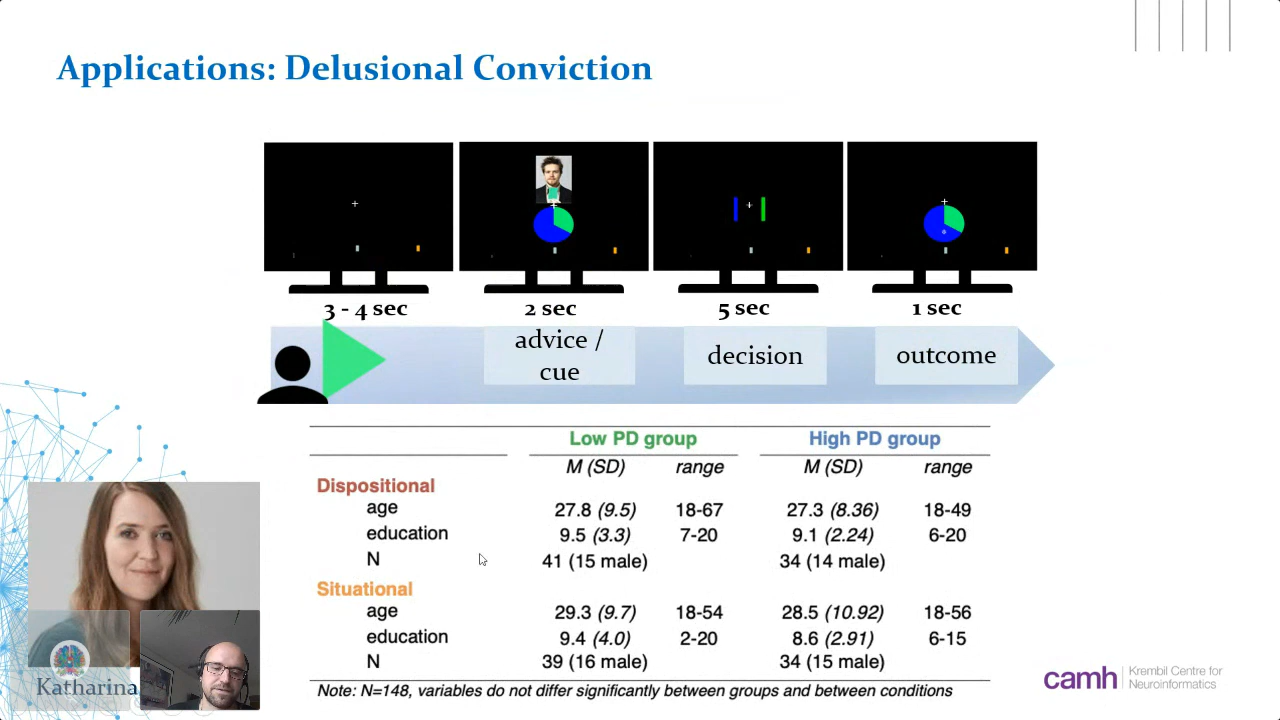 Applications: Delusional Conviction
3 - 4 sec
2 sec
5 sec
1 sec
advice /
cue
decision
outcome
Low PD group High PD group
M (SD) range M (SD) range
Dispositional
age 27.8 (9.5) 18-67 27.3 (8.36) 18-49
education 9.5 (3.3) 7-20 9.1 (2.24) 6-20
N 41 (15 male) 34 (14 male)
Situational
age 29.3 (9.7) 18-54 28.5 (10.92) 18-56
education 9.4 (4.0) 2-20 8.6 (2.91) 6-15
N 39 (16 male) 34 (15 male)
Note: N=148, variables do not differ significantly between groups and between conditions
Katharina
camh Krembil Centre for
Neuroinformatics